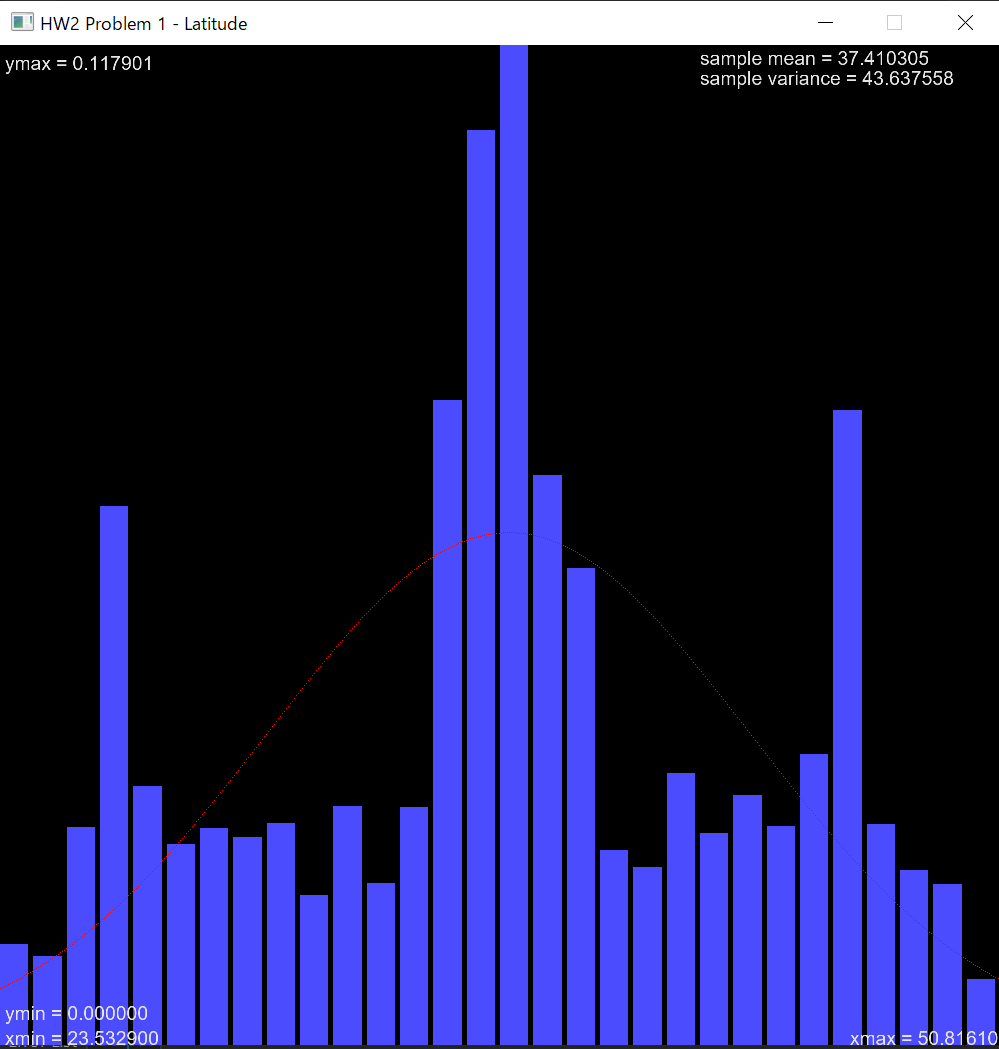 HW2 Problem 1 - Latitude
ymax = 0.117901
sample mean = 37.410305
sample variance = 43.637558
ymin = 0.000000
xmin = 23.532900
xmax = 50.81610